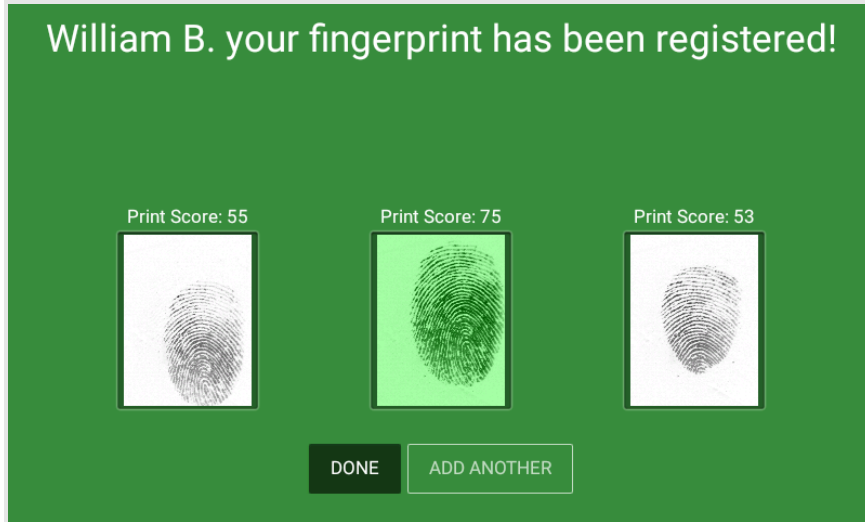 William B. your fingerprint has been registered!
Print Score: 55
Print Score: 75
Print Score: 53
DONE
ADD ANOTHER